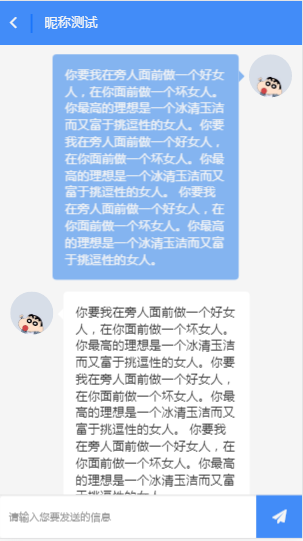 昵称测试
你要我在旁人面前做一个好女
人，在你面前做一个坏女人。
你最高的理想是一个冰清玉洁
而又富于挑逗性的女人。你要
我在旁人面前做一个好女人，
在你面前做一个坏女人。你最
高的理想是一个冰清玉洁而又
富于挑逗性的女人。 你要我
在旁人面前做一个好女人，在
你面前做一个坏女人。你最高
的理想是一个冰清玉洁而又富
于挑逗性的女人。
你要我在旁人面前做一个好女
人，在你面前做一个坏女人。
你最高的理想是一个冰清玉洁
而又富于挑逗性的女人。你要
我在旁人面前做一个好女人，
在你面前做一个坏女人。你最
高的理想是一个冰清玉洁而又
富于挑逗性的女人。 你要我
在旁人面前做一个好女人，在
你面前做一个坏女人。你最高
的理想是一个冰清玉洁而又富
于挑逗性的女人。
请输入您要发送的信息